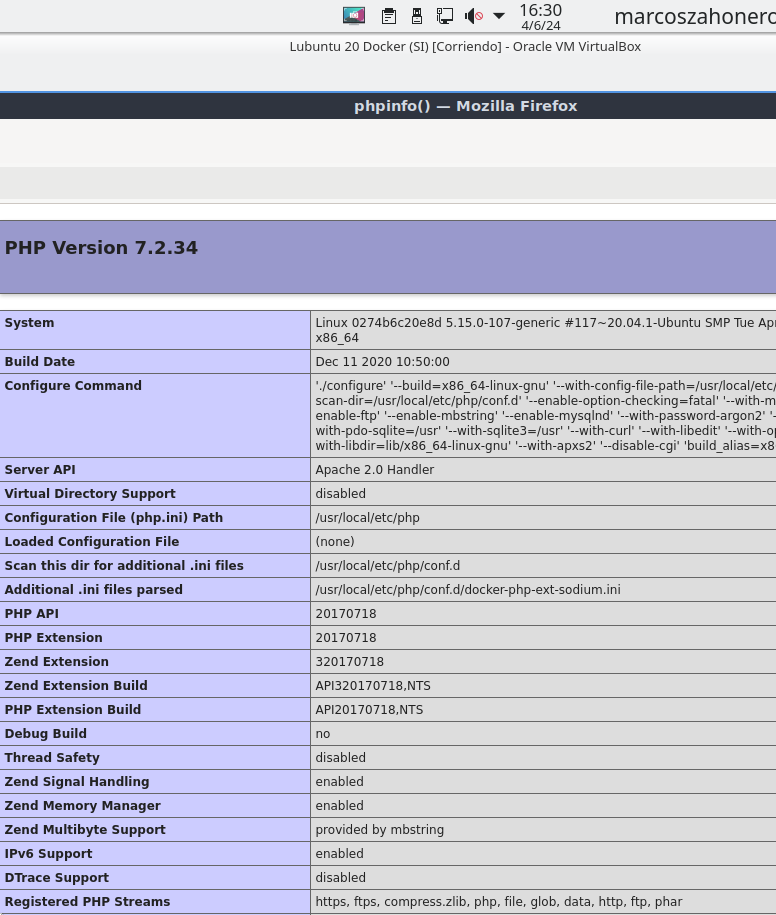 16:30
4/6/24
marcoszahonero
Lubuntu 20 Docker (SI) [Corriendo] - Oracle VM VirtualBox
phpinfo() — Mozilla Firefox
PHP Version 7.2.34
System Linux 0274b6c20e8d 5.15.0-107-generic #117~20.04.1-Ubuntu SMP Tue Apr
x86_64
Build Date Dec 11 2020 10:50:00
Configure Command './configure' '--build=x86_64-linux-gnu' '--with-config-file-path=/usr/local/etc/
scan-dir=/usr/local/etc/php/conf.d' '--enable-option-checking=fatal' '--with-m
enable-ftp' '--enable-mbstring' '--enable-mysqlnd' '--with-password-argon2' '-
with-pdo-sqlite=/usr' '--with-sqlite3=/usr' '--with-curl' '--with-libedit' '--with-op
with-libdir=lib/x86_64-linux-gnu' '--with-apxs2' '--disable-cgi' 'build_alias=x8
Server API Apache 2.0 Handler
Virtual Directory Support disabled
Configuration File (php.ini) Path /usr/local/etc/php
Loaded Configuration File (none)
Scan this dir for additional .ini files /usr/local/etc/php/conf.d
Additional .ini files parsed /usr/local/etc/php/conf.d/docker-php-ext-sodium.ini
PHP API 20170718
PHP Extension 20170718
Zend Extension 320170718
Zend Extension Build API320170718,NTS
PHP Extension Build API20170718,NTS
Debug Build no
Thread Safety disabled
Zend Signal Handling enabled
Zend Memory Manager enabled
Zend Multibyte Support provided by mbstring
IPv6 Support enabled
DTrace Support disabled
Registered PHP Streams https, ftps, compress.zlib, php, file, glob, data, http, ftp, phar